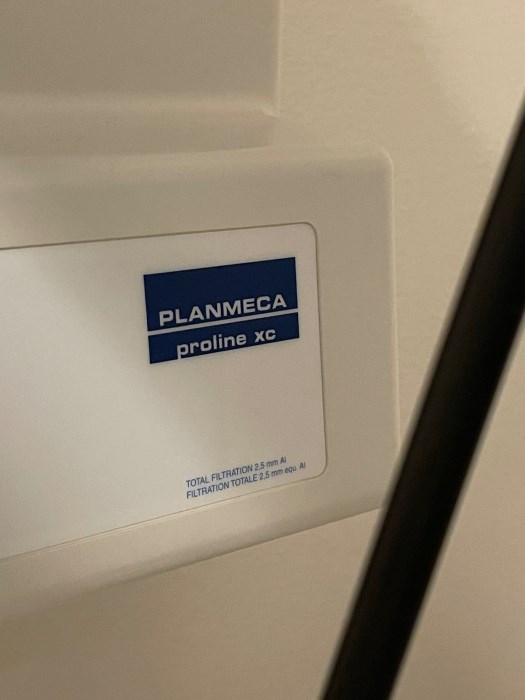 PLANMECA
proline xc
TOTAL FILTRATION 2,5 mm Al
FILTRATION TOTALE 2,5 mm equ. Al